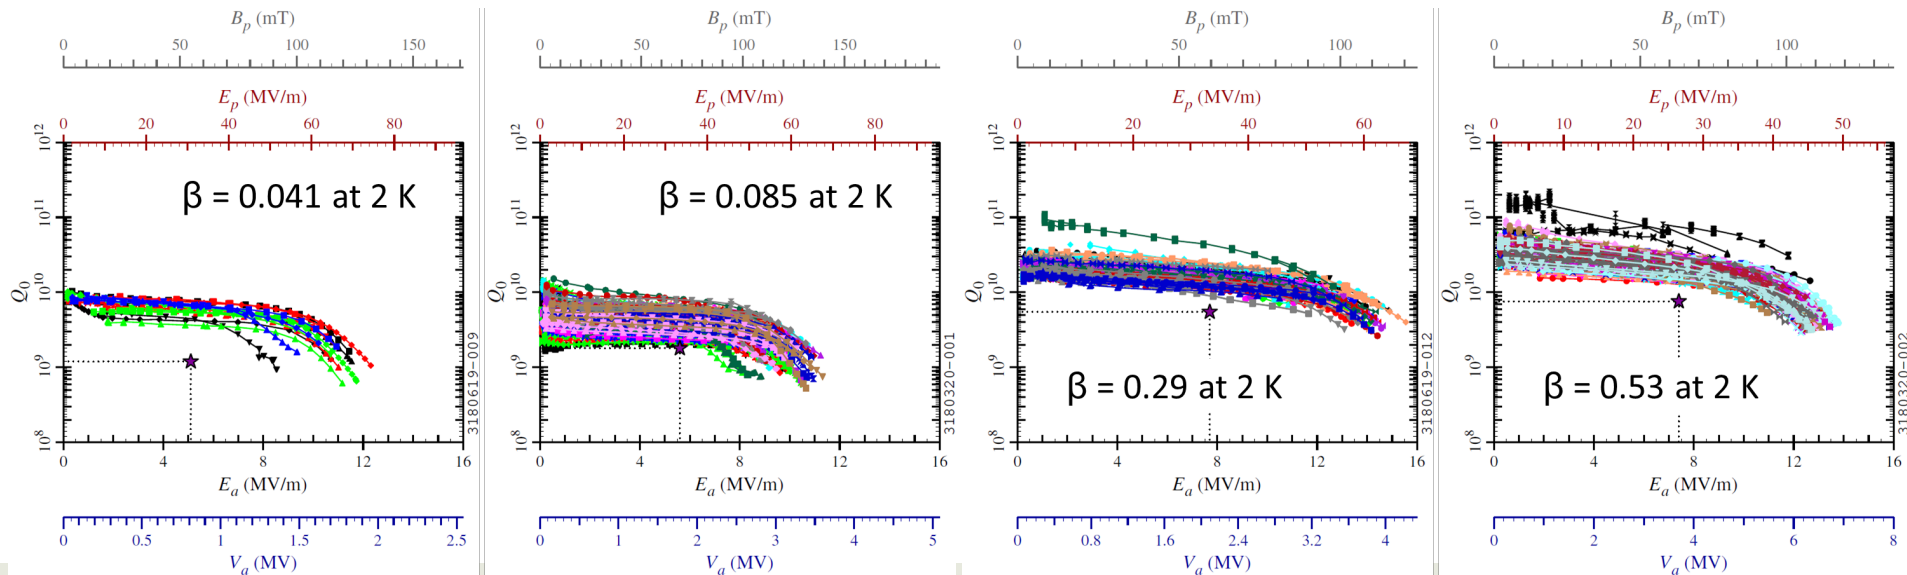 B_p (mT)
0 50 100 150
E_p (MV/m)
0 20 40 60 80
10^12
10^11
10^10
10^9
10^8
Q_0
β = 0.041 at 2 K
3180619-009
0 4 8 12 16
E_a (MV/m)
0 0.5 1 1.5 2 2.5
V_a (MV)
B_p (mT)
0 50 100 150
E_p (MV/m)
0 20 40 60 80
10^12
10^11
10^10
10^9
10^8
Q_0
β = 0.085 at 2 K
3180320-001
0 4 8 12 16
E_a (MV/m)
0 1 2 3 4 5
V_a (MV)
B_p (mT)
0 50 100
E_p (MV/m)
0 20 40 60
10^12
10^11
10^10
10^9
10^8
Q_0
β = 0.29 at 2 K
3180619-012
0 4 8 12 16
E_a (MV/m)
0 0.8 1.6 2.4 3.2 4
V_a (MV)
B_p (mT)
0 50 100
E_p (MV/m)
0 10 20 30 40 50
10^12
10^11
10^10
10^9
10^8
Q_0
β = 0.53 at 2 K
3180320-002
0 4 8 12 16
E_a (MV/m)
0 2 4 6 8
V_a (MV)